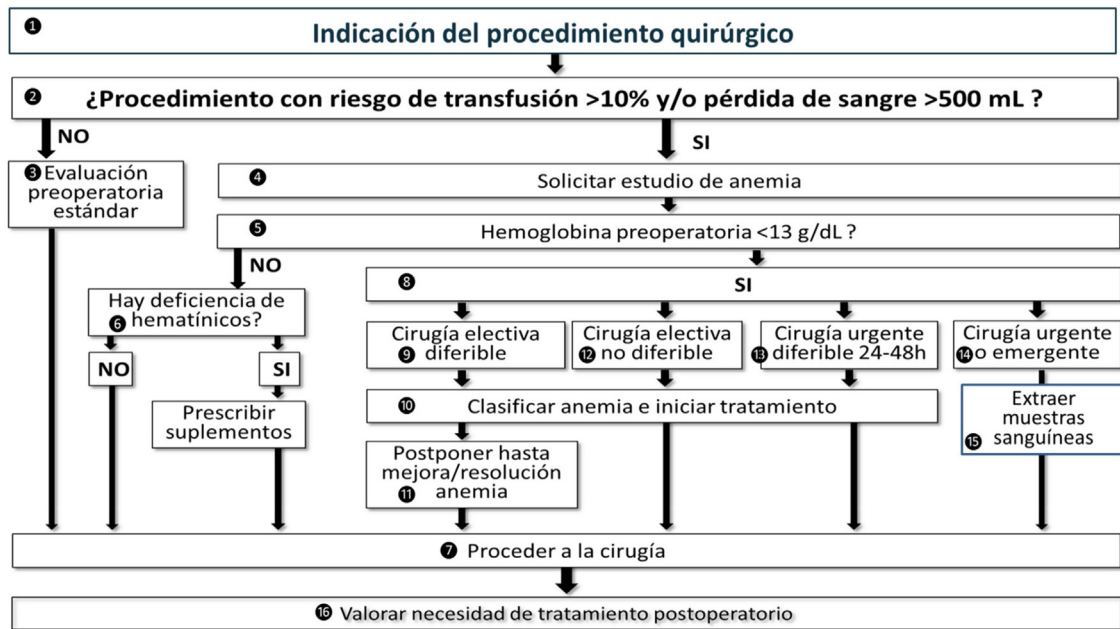 ❶ Indicación del procedimiento quirúrgico
❷ ¿Procedimiento con riesgo de transfusión >10% y/o pérdida de sangre >500 mL ?
NO
SI
❸ Evaluación
preoperatoria
estándar
❹ Solicitar estudio de anemia
❺ Hemoglobina preoperatoria <13 g/dL ?
NO
❽ SI
Hay deficiencia de
❻ hematínicos?
NO
SI
Prescribir
suplementos
Cirugía electiva
❾ diferible
Cirugía electiva
⓬ no diferible
Cirugía urgente
⓭ diferible 24-48h
Cirugía urgente
⓮ o emergente
❿ Clasificar anemia e iniciar tratamiento
Extraer
muestras
⓯ sanguíneas
Postponer hasta
mejora/resolución
⓫ anemia
❼ Proceder a la cirugía
⓰ Valorar necesidad de tratamiento postoperatorio